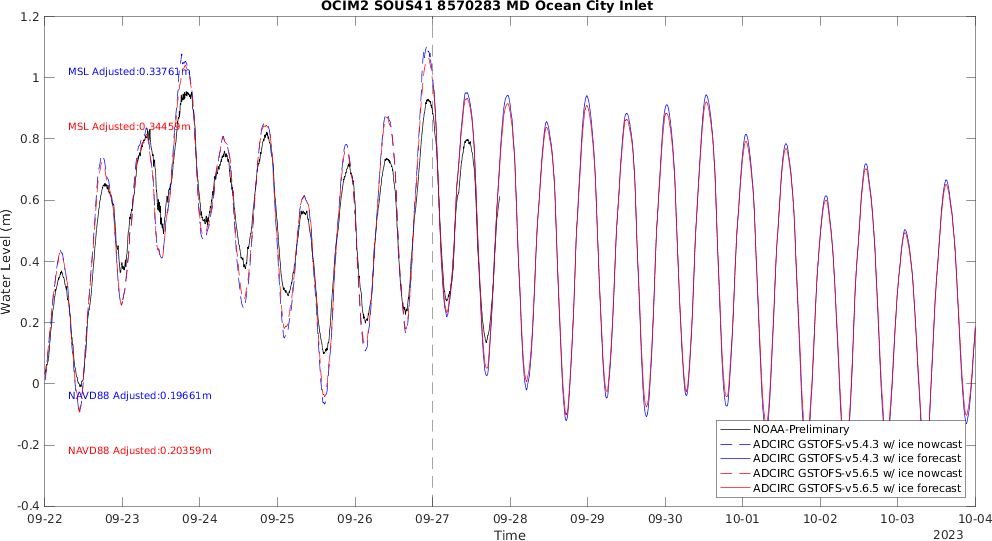 OCIM2 SOUS41 8570283 MD Ocean City Inlet
1.2
1
0.8
0.6
0.4
0.2
0
-0.2
-0.4
Water Level (m)
MSL Adjusted:0.33761m
MSL Adjusted:0.34459m
NAVD88 Adjusted:0.19661m
NAVD88 Adjusted:0.20359m
NOAA-Preliminary
ADCIRC GSTOFS-v5.4.3 w/ ice nowcast
ADCIRC GSTOFS-v5.4.3 w/ ice forecast
ADCIRC GSTOFS-v5.6.5 w/ ice nowcast
ADCIRC GSTOFS-v5.6.5 w/ ice forecast
09-22 09-23 09-24 09-25 09-26 09-27 09-28 09-29 09-30 10-01 10-02 10-03 10-04
Time
2023